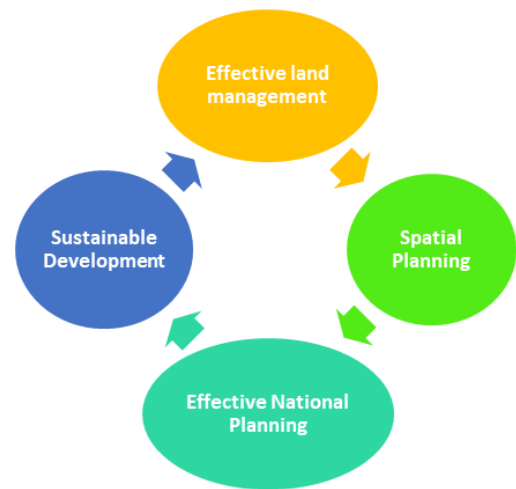 Effective land
management
Spatial
Planning
Effective National
Planning
Sustainable
Development